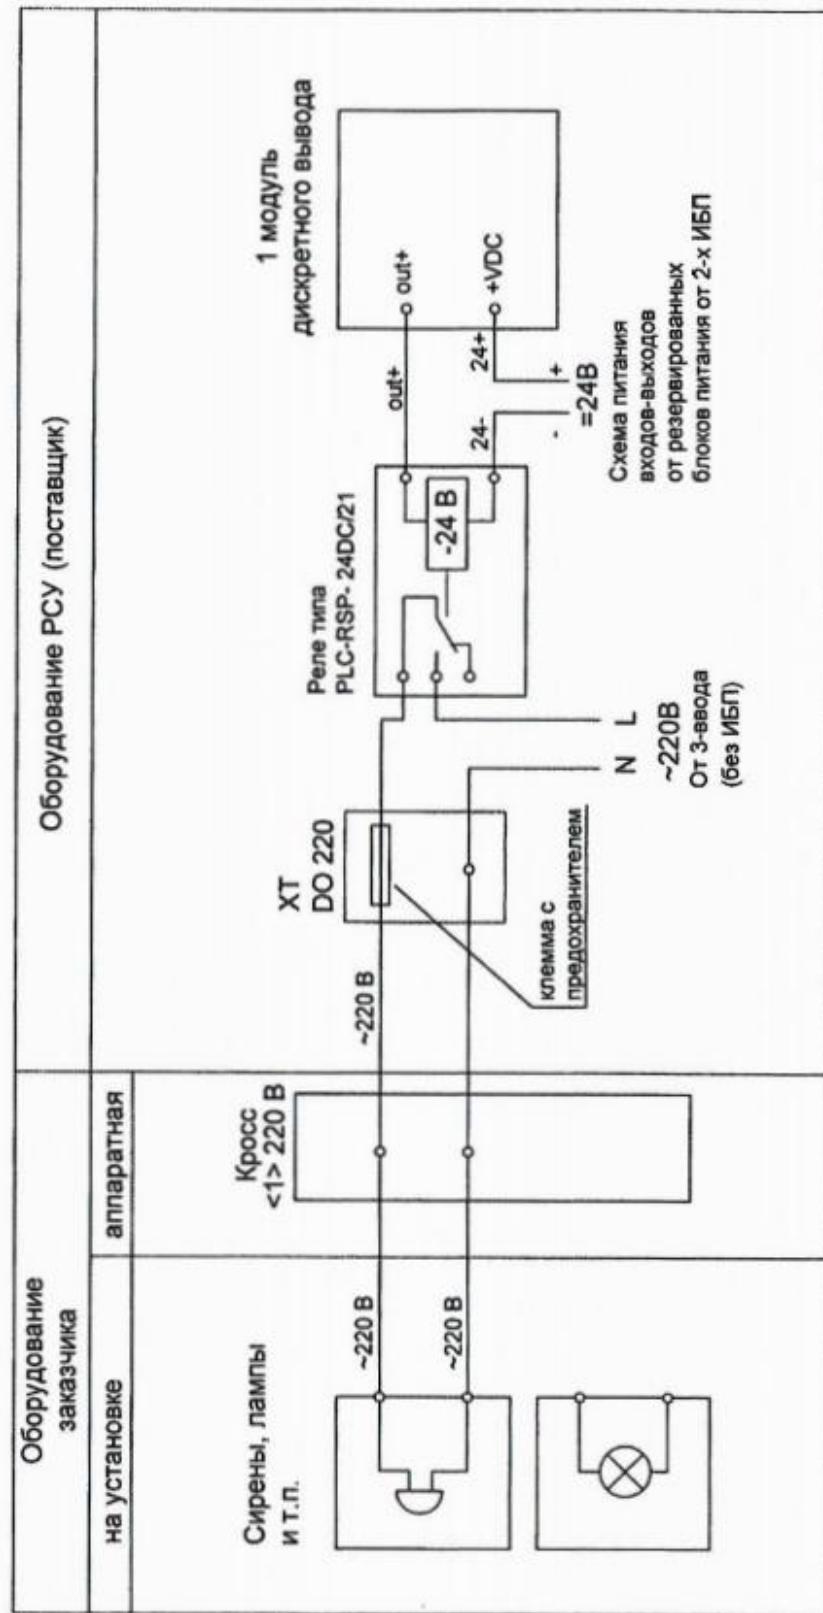 Оборудование
заказчика
Оборудование РСУ (поставщик)
на установке
аппаратная
Сирены, лампы
и т.п.
~220 В
~220 В
Кросс
<1> 220 В
~220 В
XT
DO 220
клемма с
предохранителем
Реле типа
PLC-RSP- 24DC/21
-24 В
N
L
~220В
От 3-ввода
(без ИБП)
out+
24-
24+
-
+
=24В
1 модуль
дискретного вывода
out+
+VDC
Схема питания
входов-выходов
от резервированных
блоков питания от 2-х ИБП